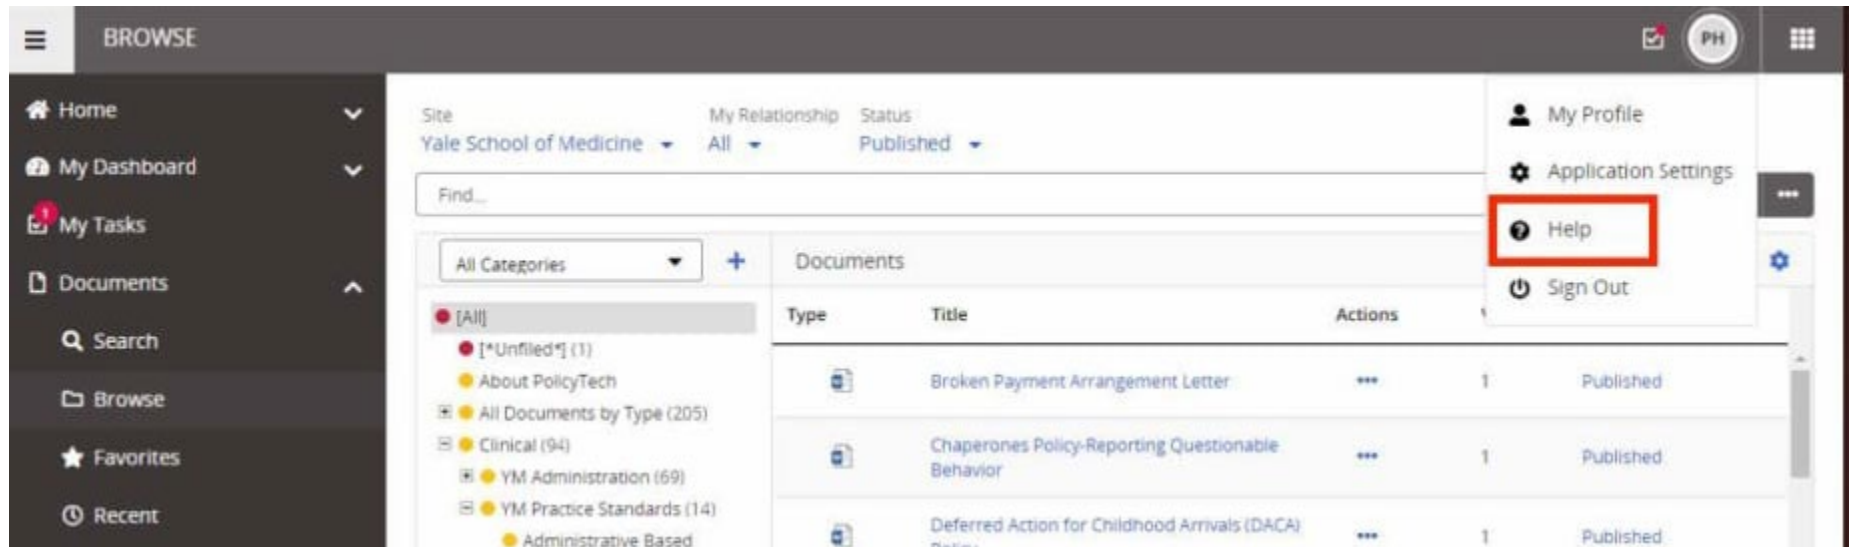 BROWSE
PH
Home
My Dashboard
1
My Tasks
Documents
Search
Browse
Favorites
Recent
Site
My Relationship
Status
Yale School of Medicine
All
Published
Find...
My Profile
Application Settings
Help
Sign Out
All Categories
+
Documents
[All]
[*Unfiled*] (1)
About PolicyTech
All Documents by Type (205)
Clinical (94)
YM Administration (69)
YM Practice Standards (14)
Administrative Based
Type
Title
Actions
Broken Payment Arrangement Letter
1
Published
Chaperones Policy-Reporting Questionable
Behavior
1
Published
Deferred Action for Childhood Arrivals (DACA)
1
Published